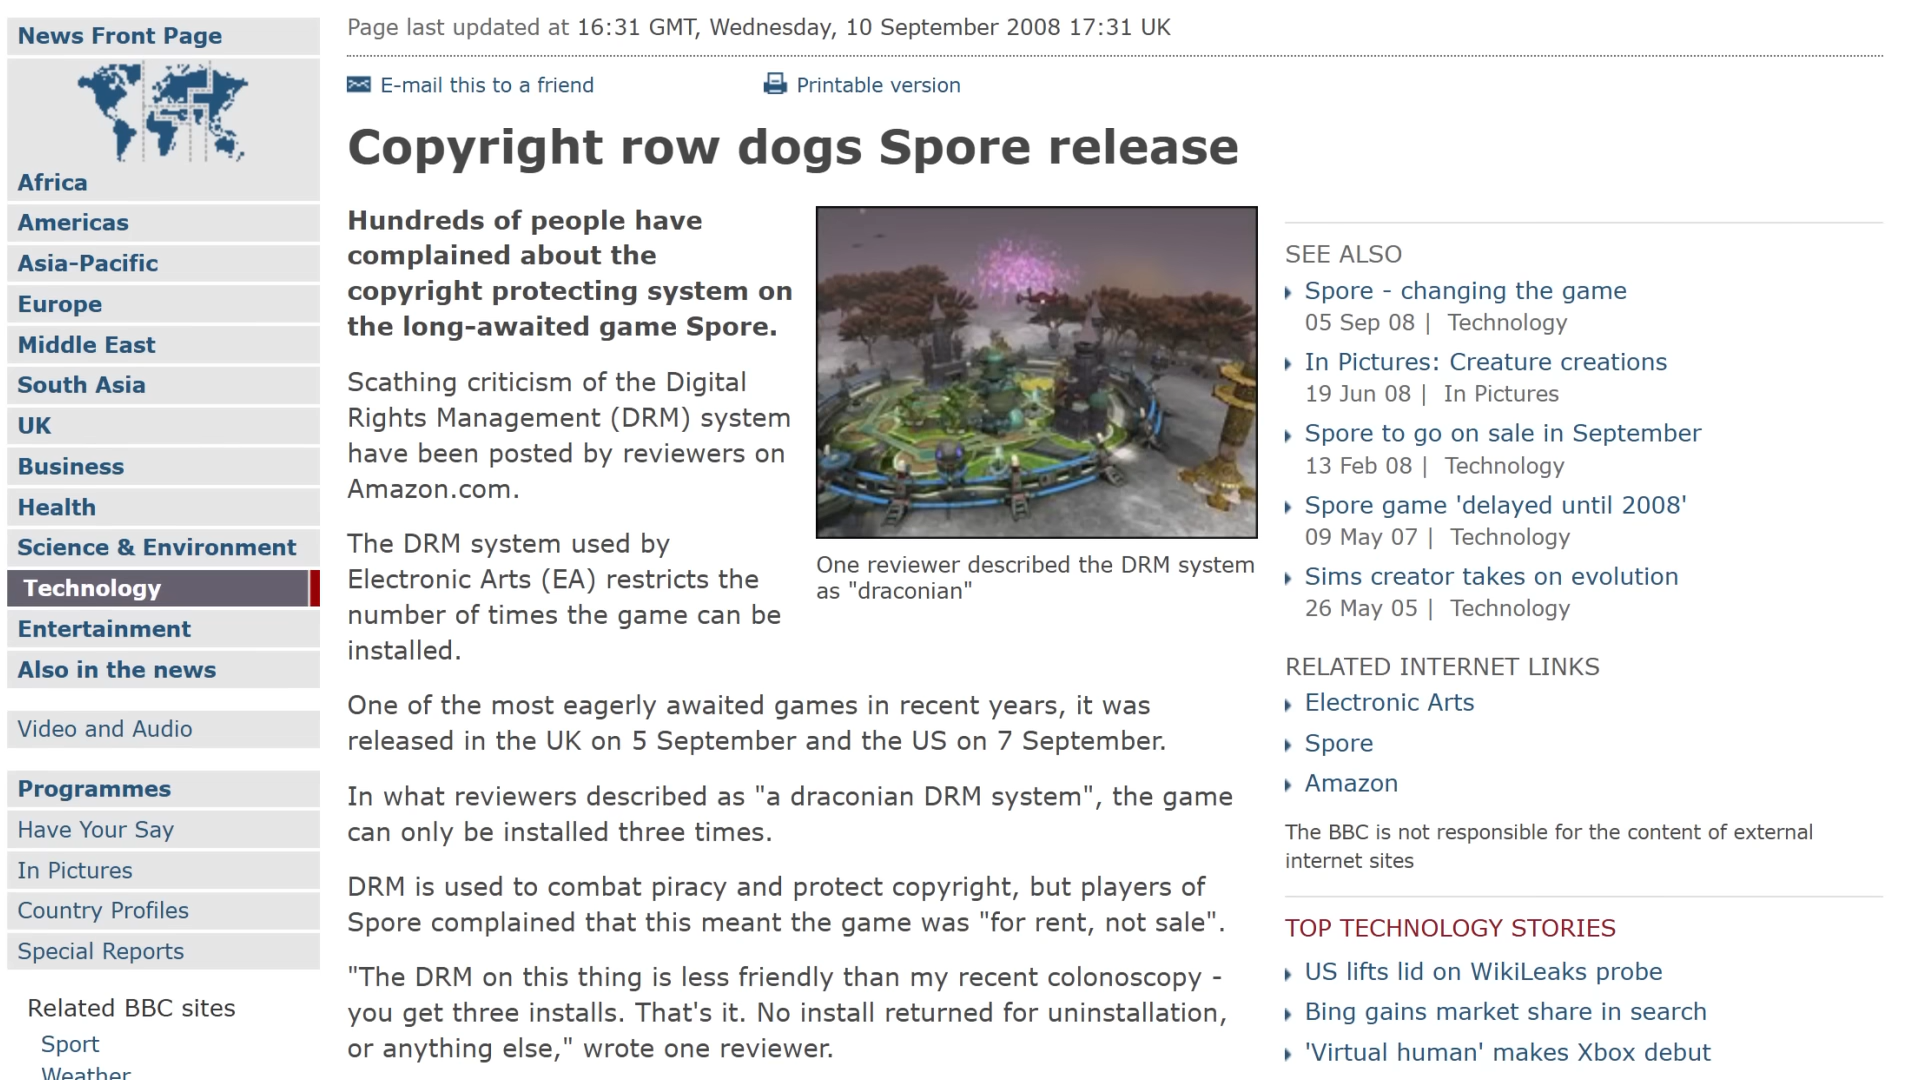 News Front Page
Africa
Americas
Asia-Pacific
Europe
Middle East
South Asia
UK
Business
Health
Science & Environment
Technology
Entertainment
Also in the news
Video and Audio
Programmes
Have Your Say
In Pictures
Country Profiles
Special Reports
Related BBC sites
Sport
Weather
Page last updated at 16:31 GMT, Wednesday, 10 September 2008 17:31 UK
E-mail this to a friend
Printable version
Copyright row dogs Spore release
Hundreds of people have
complained about the
copyright protecting system on
the long-awaited game Spore.
Scathing criticism of the Digital
Rights Management (DRM) system
have been posted by reviewers on
Amazon.com.
The DRM system used by
Electronic Arts (EA) restricts the
number of times the game can be
installed.
One reviewer described the DRM system
as "draconian"
One of the most eagerly awaited games in recent years, it was
released in the UK on 5 September and the US on 7 September.
In what reviewers described as "a draconian DRM system", the game
can only be installed three times.
DRM is used to combat piracy and protect copyright, but players of
Spore complained that this meant the game was "for rent, not sale".
"The DRM on this thing is less friendly than my recent colonoscopy -
you get three installs. That's it. No install returned for uninstallation,
or anything else," wrote one reviewer.
SEE ALSO
Spore - changing the game
05 Sep 08 | Technology
In Pictures: Creature creations
19 Jun 08 | In Pictures
Spore to go on sale in September
13 Feb 08 | Technology
Spore game 'delayed until 2008'
09 May 07 | Technology
Sims creator takes on evolution
26 May 05 | Technology
RELATED INTERNET LINKS
Electronic Arts
Spore
Amazon
The BBC is not responsible for the content of external
internet sites
TOP TECHNOLOGY STORIES
US lifts lid on WikiLeaks probe
Bing gains market share in search
'Virtual human' makes Xbox debut